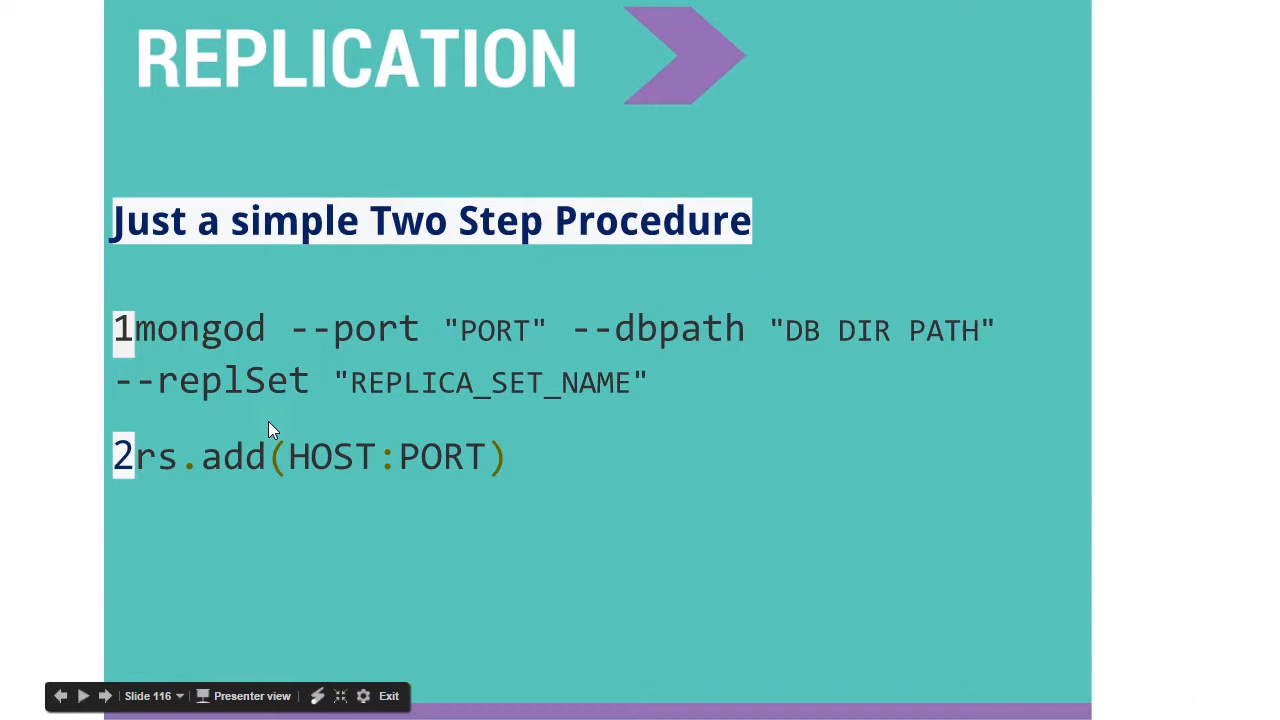 REPLICATION
Just a simple Two Step Procedure
1mongod --port "PORT" --dbpath "DB DIR PATH"
--replSet "REPLICA_SET_NAME"
2rs.add(HOST:PORT)
Slide 116 Presenter view Exit